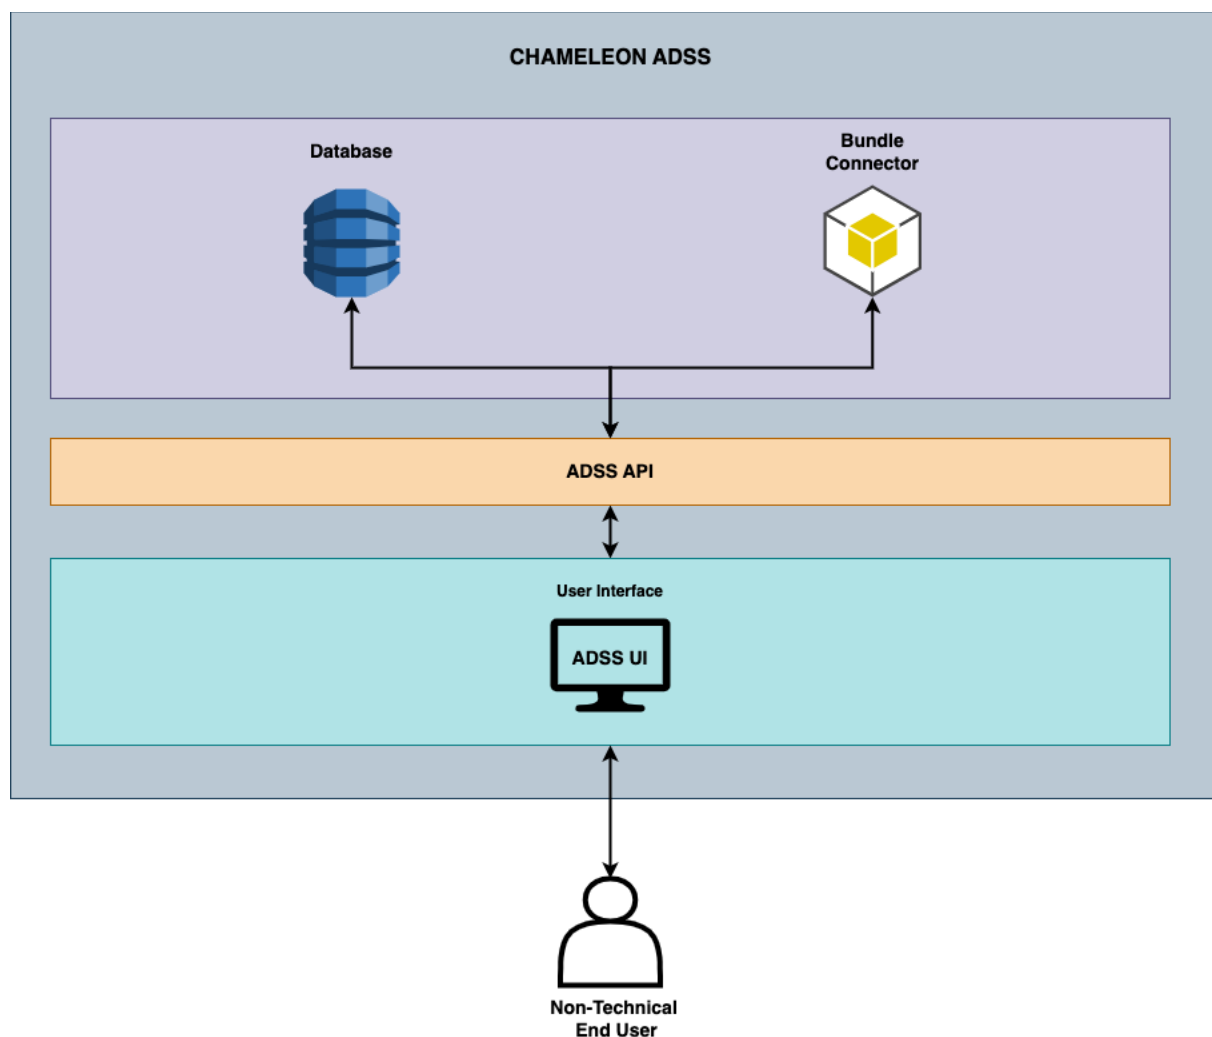 CHAMELEON ADSS
Database
Bundle
Connector
ADSS API
User Interface
ADSS UI
Non-Technical
End User